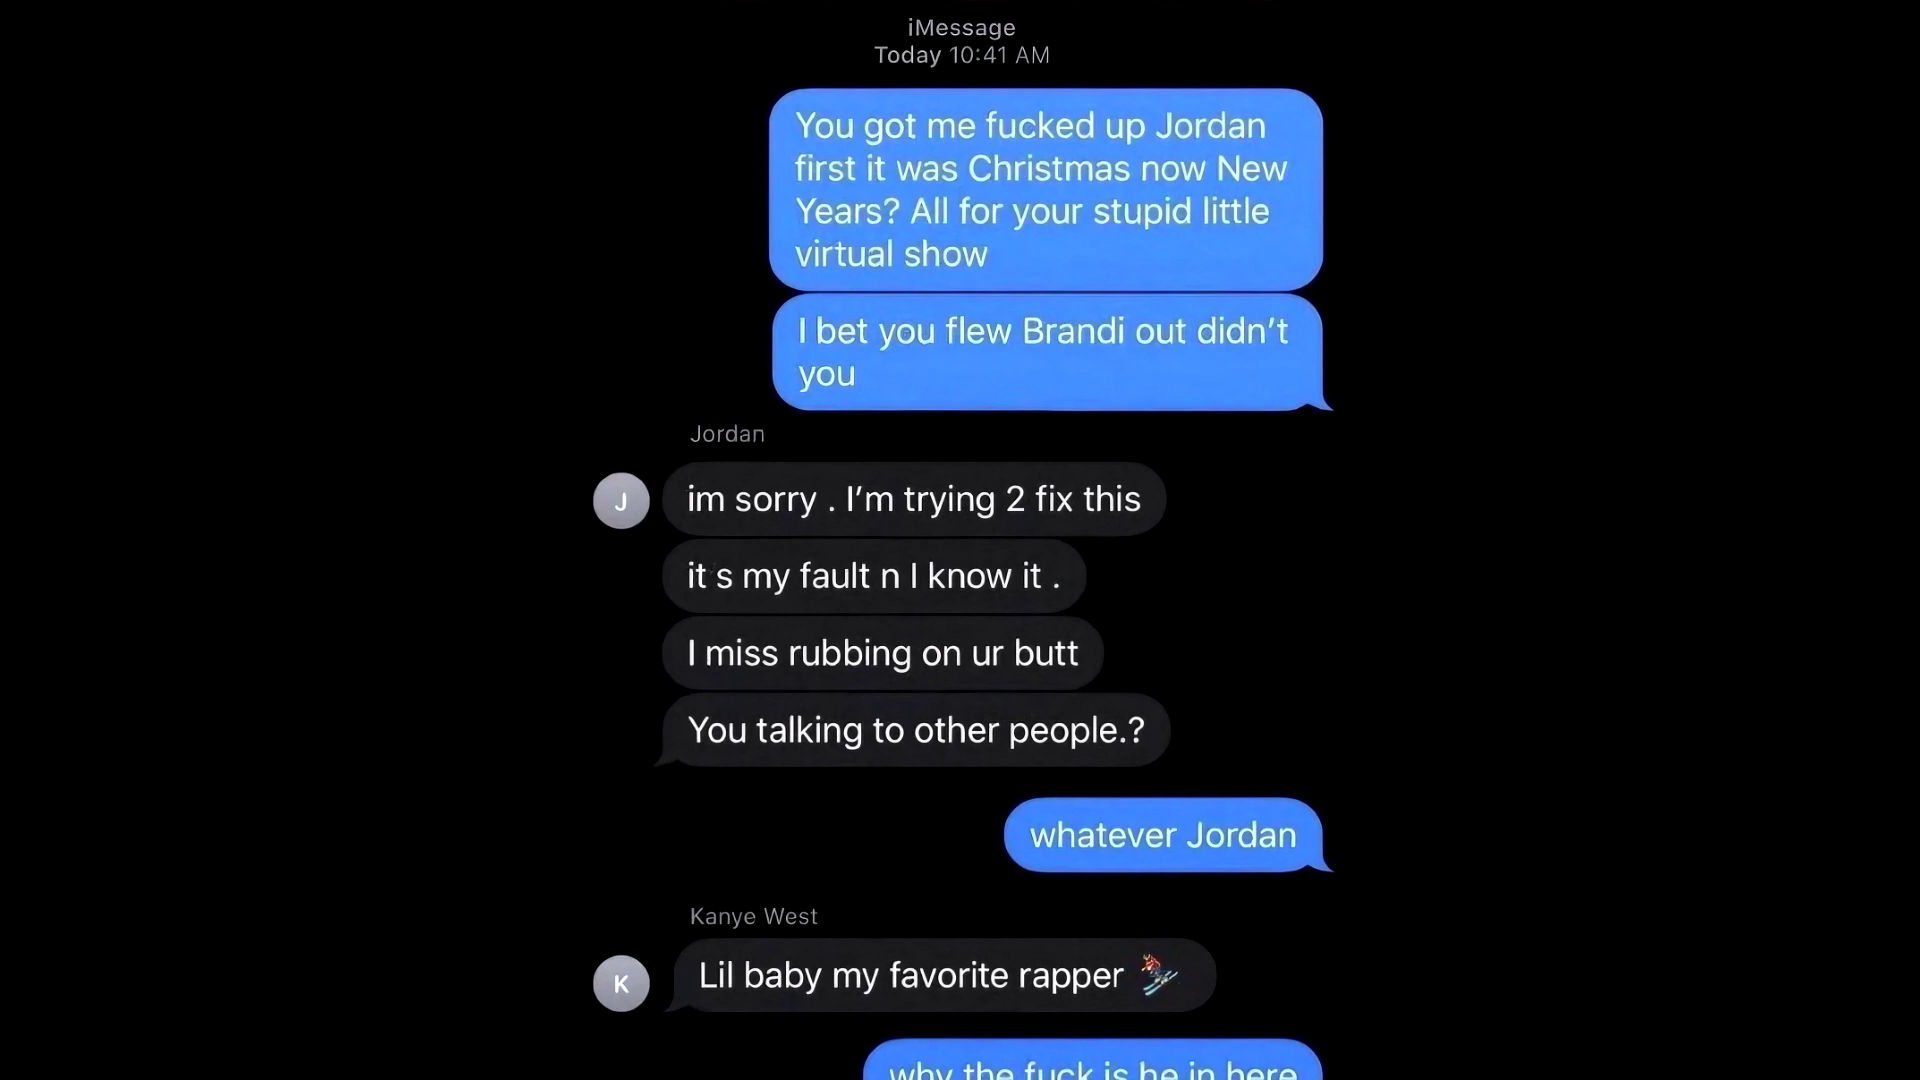 iMessage
Today 10:41 AM
You got me fucked up Jordan
first it was Christmas now New
Years? All for your stupid little
virtual show
I bet you flew Brandi out didn’t
you
Jordan
J
im sorry . I’m trying 2 fix this
it s my fault n I know it .
I miss rubbing on ur butt
You talking to other people.?
whatever Jordan
Kanye West
K
Lil baby my favorite rapper ⛷️
why the fuck is he in here